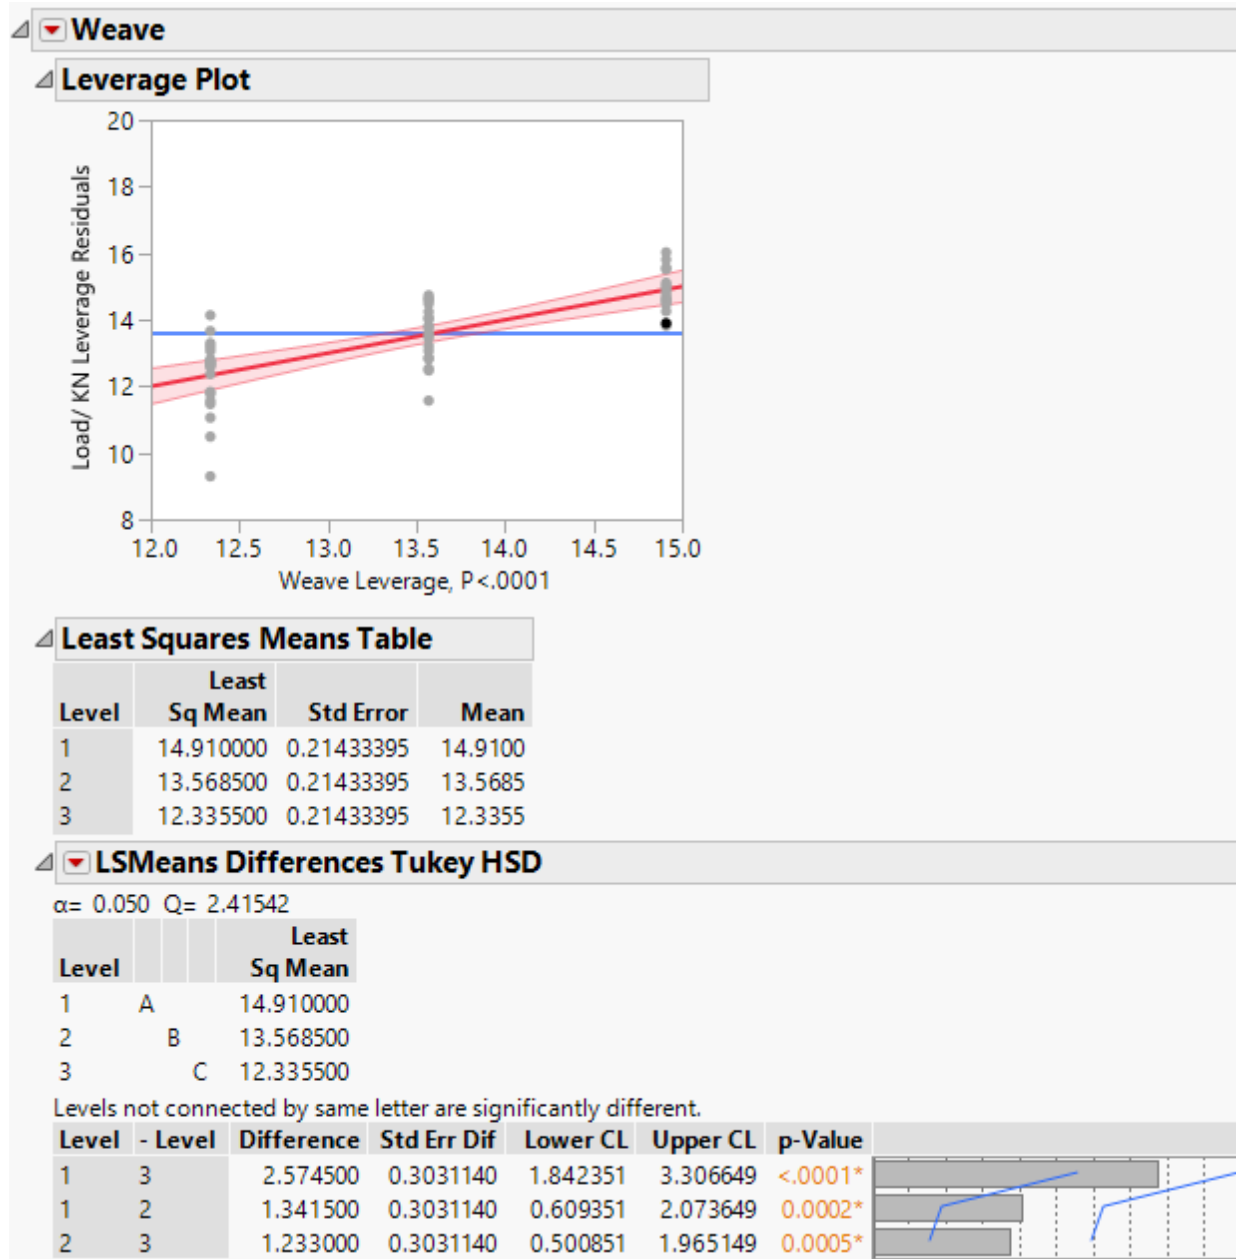 Weave
Leverage Plot
20
18
16
14
12
10
8
Load/ KN Leverage Residuals
12.0 12.5 13.0 13.5 14.0 14.5 15.0
Weave Leverage, P<.0001
Least Squares Means Table
Least
Level Sq Mean Std Error Mean
1 14.910000 0.21433395 14.9100
2 13.568500 0.21433395 13.5685
3 12.335500 0.21433395 12.3355
LSMeans Differences Tukey HSD
α= 0.050 Q= 2.41542
Least
Level Sq Mean
1 A 14.910000
2 B 13.568500
3 C 12.335500
Levels not connected by same letter are significantly different.
Level - Level Difference Std Err Dif Lower CL Upper CL p-Value
1 3 2.574500 0.3031140 1.842351 3.306649 <.0001*
1 2 1.341500 0.3031140 0.609351 2.073649 0.0002*
2 3 1.233000 0.3031140 0.500851 1.965149 0.0005*